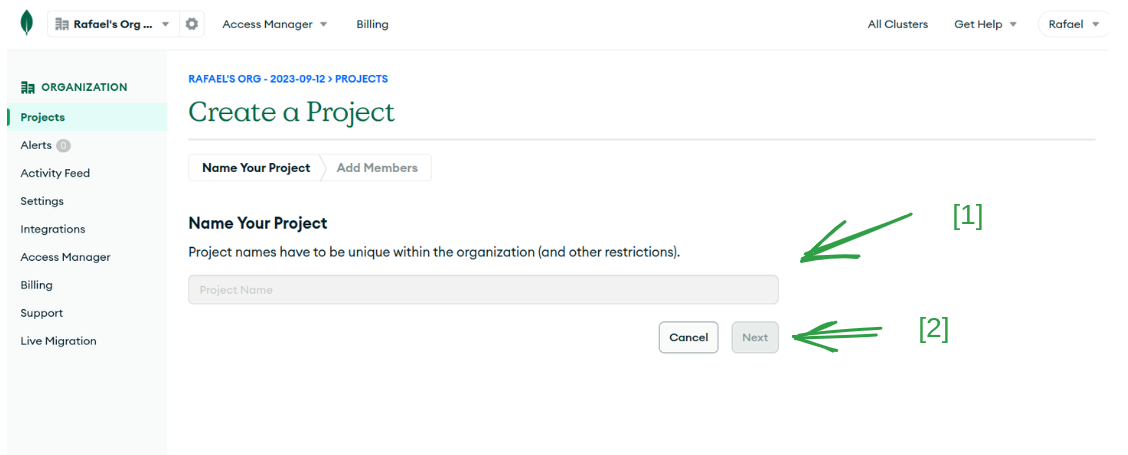 Rafael's Org ... Access Manager Billing All Clusters Get Help Rafael
ORGANIZATION
Projects
Alerts 0
Activity Feed
Settings
Integrations
Access Manager
Billing
Support
Live Migration
RAFAEL'S ORG - 2023-09-12 > PROJECTS
Create a Project
Name Your Project Add Members
Name Your Project
[1]
Project names have to be unique within the organization (and other restrictions).
Project Name
Cancel Next
[2]